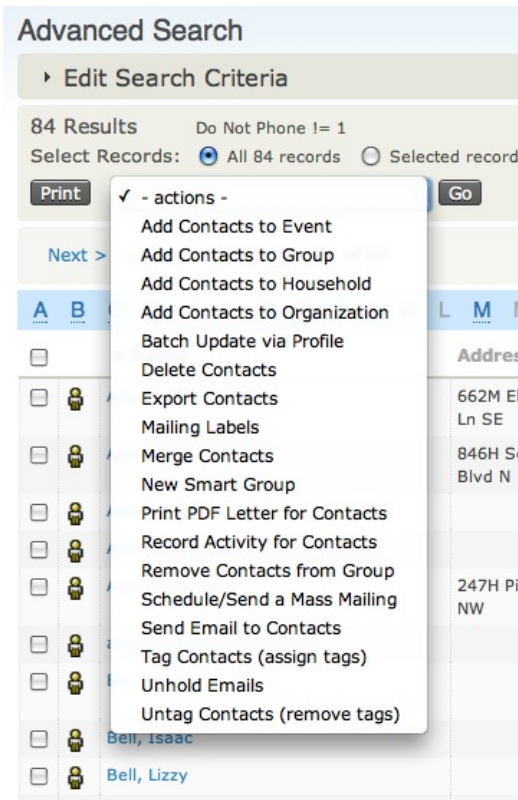 Advanced Search
Edit Search Criteria
84 Results Do Not Phone != 1
Select Records: All 84 records Selected record
Print ✓ - actions - Go
Add Contacts to Event
Add Contacts to Group
Next >
Add Contacts to Household
Add Contacts to Organization
A B L M
Batch Update via Profile
Addres
Delete Contacts
Export Contacts
662M E
Mailing Labels
Ln SE
Merge Contacts
846H S
New Smart Group
Blvd N
Print PDF Letter for Contacts
Record Activity for Contacts
Remove Contacts from Group
247H Pi
Schedule/Send a Mass Mailing
NW
Send Email to Contacts
Tag Contacts (assign tags)
Unhold Emails
Untag Contacts (remove tags)
Bell, Isaac
Bell, Lizzy